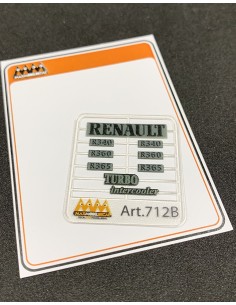 RENAULT
R340 R340
R360 R360
R365 R365
TURBO
intercooler
Art.712B